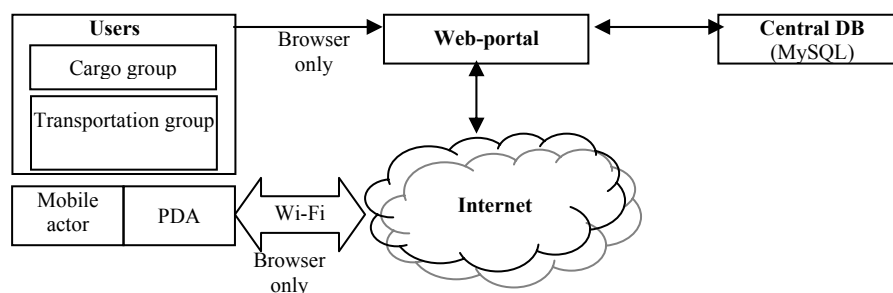 Users
Cargo group
Transportation group
Browser
only
Web-portal
Central DB
(MySQL)
Mobile
actor
PDA
Wi-Fi
Browser
only
Internet